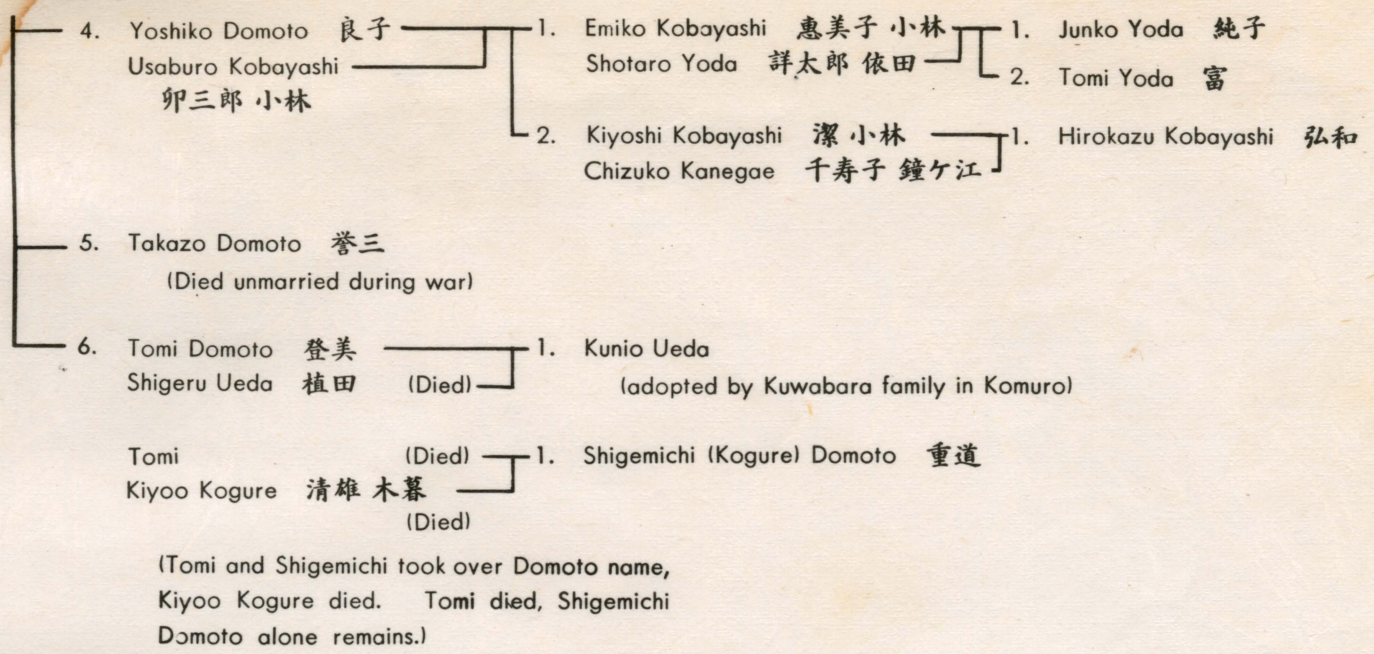 4. Yoshiko Domoto 良子 1. Emiko Kobayashi 惠美子 小林 1. Junko Yoda 純子
Usaburo Kobayashi Shotaro Yoda 詳太郎 依田 2. Tomi Yoda 富
卯三郎 小林
2. Kiyoshi Kobayashi 潔 小林 1. Hirokazu Kobayashi 弘和
Chizuko Kanegae 千寿子 鐘ケ江
5. Takazo Domoto 誉三
(Died unmarried during war)
6. Tomi Domoto 登美 1. Kunio Ueda
Shigeru Ueda 植田 (Died) (adopted by Kuwabara family in Komuro)
Tomi (Died) 1. Shigemichi (Kogure) Domoto 重道
Kiyoo Kogure 清雄 木暮
(Died)
(Tomi and Shigemichi took over Domoto name,
Kiyoo Kogure died. Tomi died, Shigemichi
Domoto alone remains.)